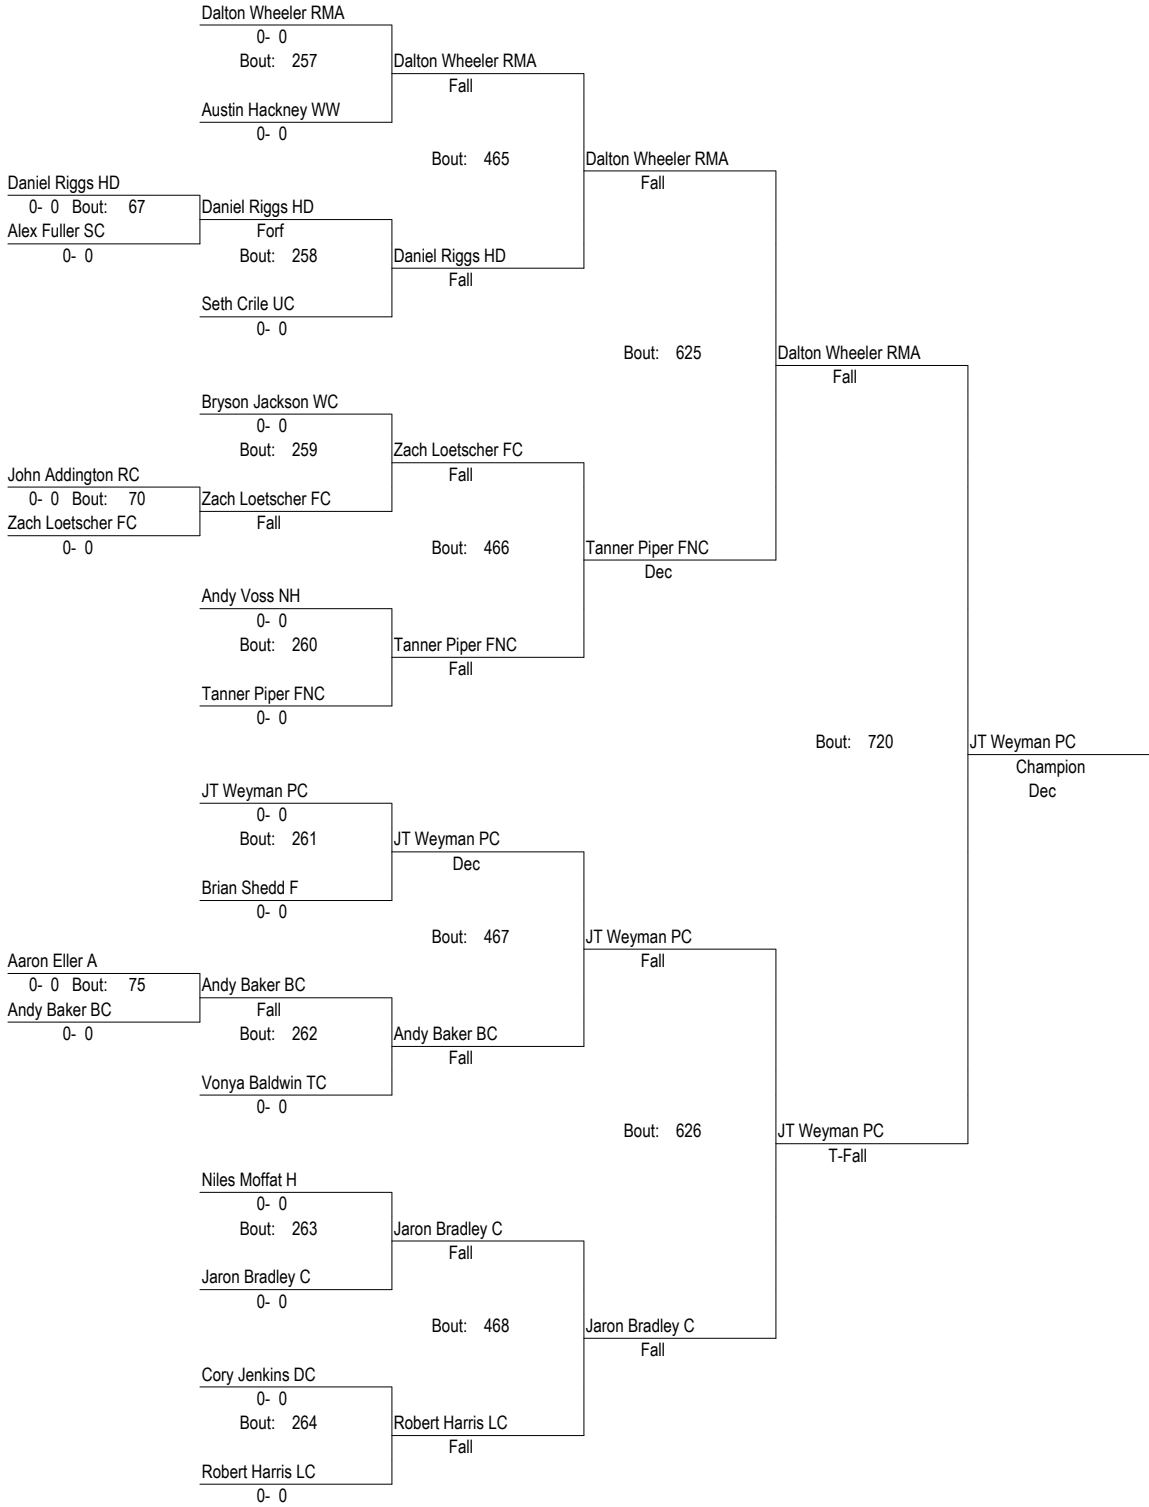 Dalton Wheeler RMA
0- 0
Bout: 257
Dalton Wheeler RMA
Fall
Austin Hackney WW
0- 0
Bout: 465
Dalton Wheeler RMA
Fall
Daniel Riggs HD
0- 0 Bout: 67
Daniel Riggs HD
Alex Fuller SC
Forf
0- 0
Bout: 258
Daniel Riggs HD
Fall
Seth Crile UC
0- 0
Bout: 625
Dalton Wheeler RMA
Fall
Bryson Jackson WC
0- 0
Bout: 259
Zach Loetscher FC
Fall
John Addington RC
0- 0 Bout: 70
Zach Loetscher FC
Zach Loetscher FC
Fall
0- 0
Bout: 466
Tanner Piper FNC
Dec
Andy Voss NH
0- 0
Bout: 260
Tanner Piper FNC
Fall
Tanner Piper FNC
0- 0
Bout: 720
JT Weyman PC
Champion
Dec
JT Weyman PC
0- 0
Bout: 261
JT Weyman PC
Dec
Brian Shedd F
0- 0
Bout: 467
JT Weyman PC
Fall
Aaron Eller A
0- 0 Bout: 75
Andy Baker BC
Andy Baker BC
Fall
0- 0
Bout: 262
Andy Baker BC
Fall
Vonya Baldwin TC
0- 0
Bout: 626
JT Weyman PC
T-Fall
Niles Moffat H
0- 0
Bout: 263
Jaron Bradley C
Fall
Jaron Bradley C
0- 0
Bout: 468
Jaron Bradley C
Fall
Cory Jenkins DC
0- 0
Bout: 264
Robert Harris LC
Fall
Robert Harris LC
0- 0